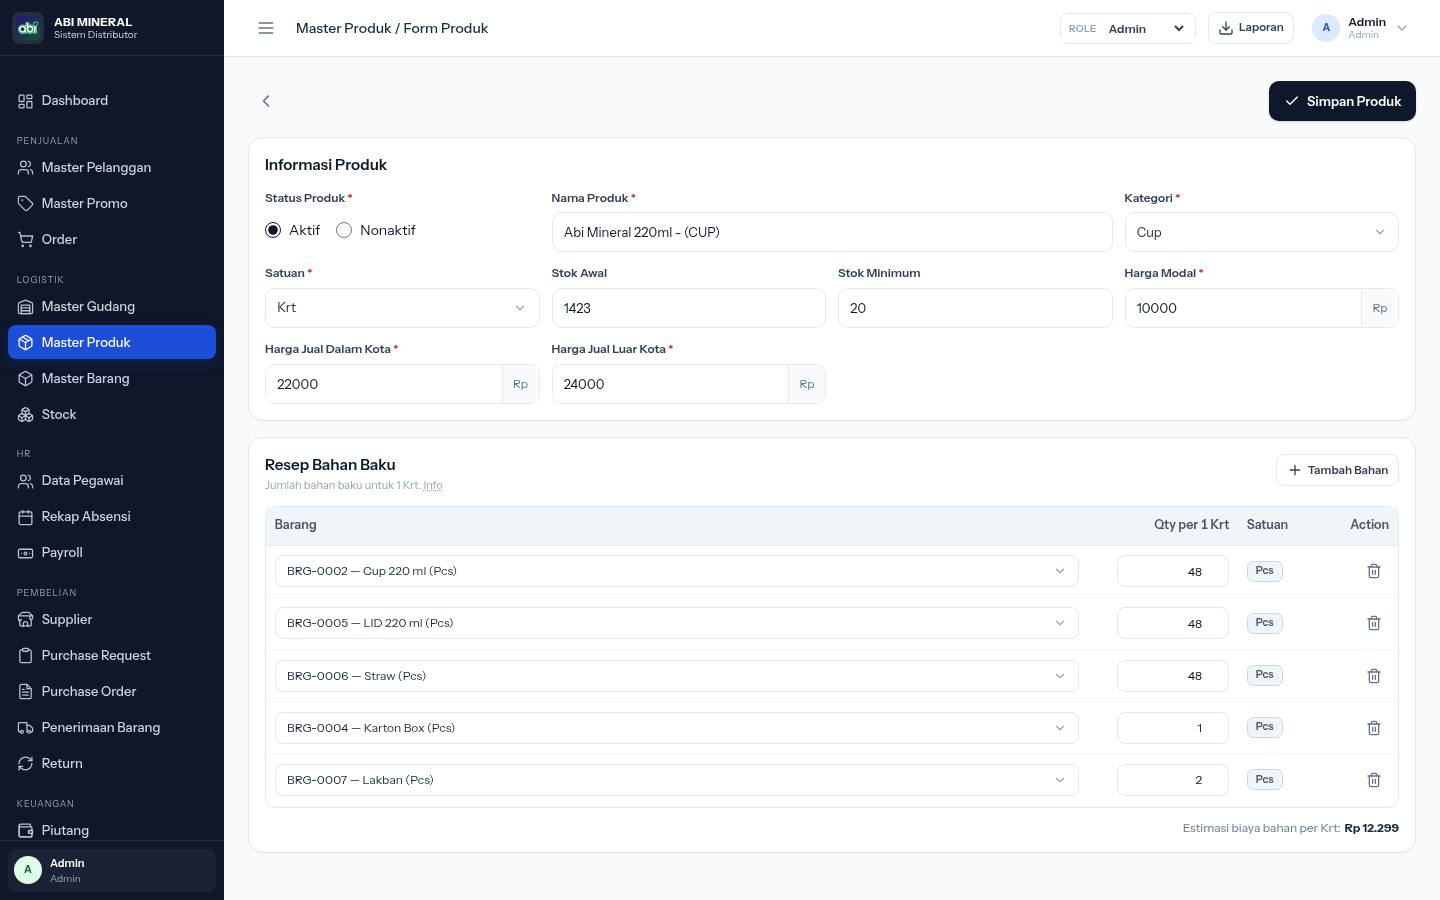 abi
ABI MINERAL
Sistem Distributor
Dashboard
PENJUALAN
Master Pelanggan
Master Promo
Order
LOGISTIK
Master Gudang
Master Produk
Master Barang
Stock
HR
Data Pegawai
Rekap Absensi
Payroll
PEMBELIAN
Supplier
Purchase Request
Purchase Order
Penerimaan Barang
Return
KEUANGAN
Piutang
A
Admin
Admin
Master Produk / Form Produk
ROLE Admin
Laporan
A
Admin
Admin
Simpan Produk
Informasi Produk
Status Produk *
Aktif Nonaktif
Nama Produk *
Abi Mineral 220ml - (CUP)
Kategori *
Cup
Satuan *
Krt
Stok Awal
1423
Stok Minimum
20
Harga Modal *
10000 Rp
Harga Jual Dalam Kota *
22000 Rp
Harga Jual Luar Kota *
24000 Rp
Resep Bahan Baku
Jumlah bahan baku untuk 1 Krt. Info
Tambah Bahan
Barang Qty per 1 Krt Satuan Action
BRG-0002 — Cup 220 ml (Pcs) 48 Pcs
BRG-0005 — LID 220 ml (Pcs) 48 Pcs
BRG-0006 — Straw (Pcs) 48 Pcs
BRG-0004 — Karton Box (Pcs) 1 Pcs
BRG-0007 — Lakban (Pcs) 2 Pcs
Estimasi biaya bahan per Krt: Rp 12.299